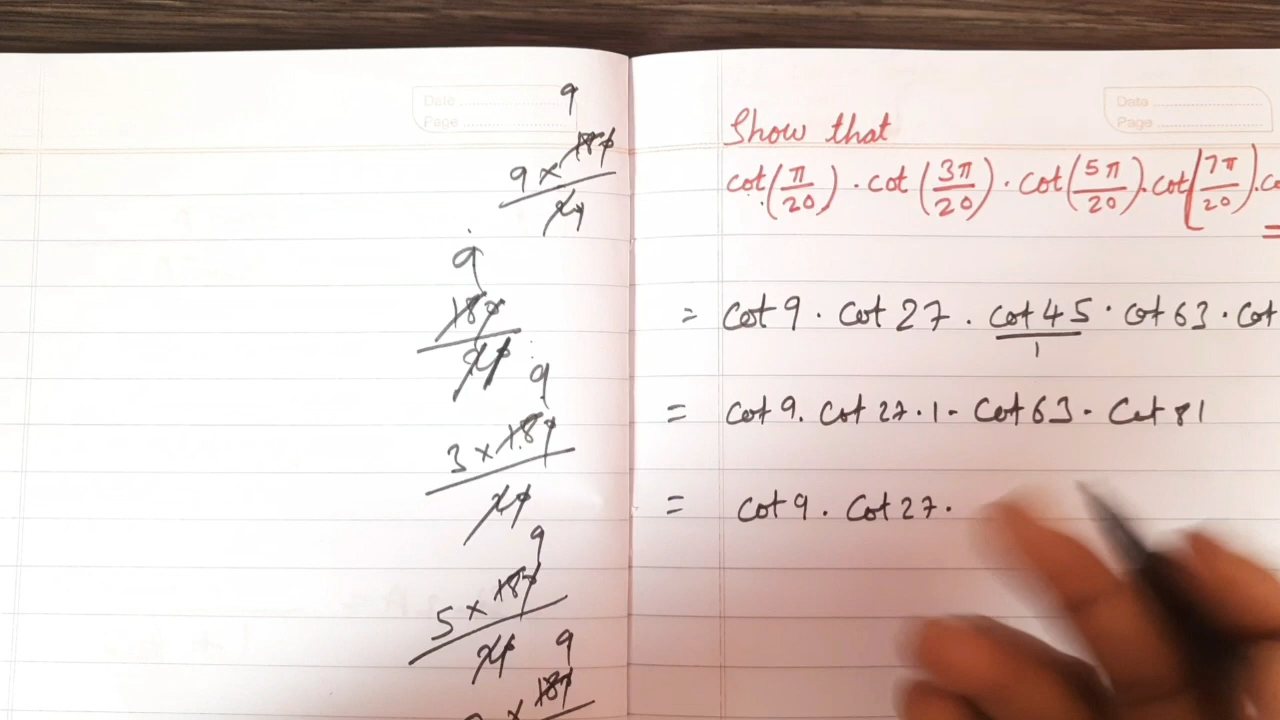 Date
Page
9
9 × 180
20
9
180
20
9
3 × 180
20
9
5 × 180
20
9
× 180
Data
Page
Show that
cot(π/20) · cot(3π/20) · cot(5π/20) · cot(7π/20) · co
=
= cot 9 · cot 27 · cot 45 · cot 63 · cot
1
= cot 9 · cot 27 · 1 · cot 63 · cot 81
= cot 9 · cot 27 ·